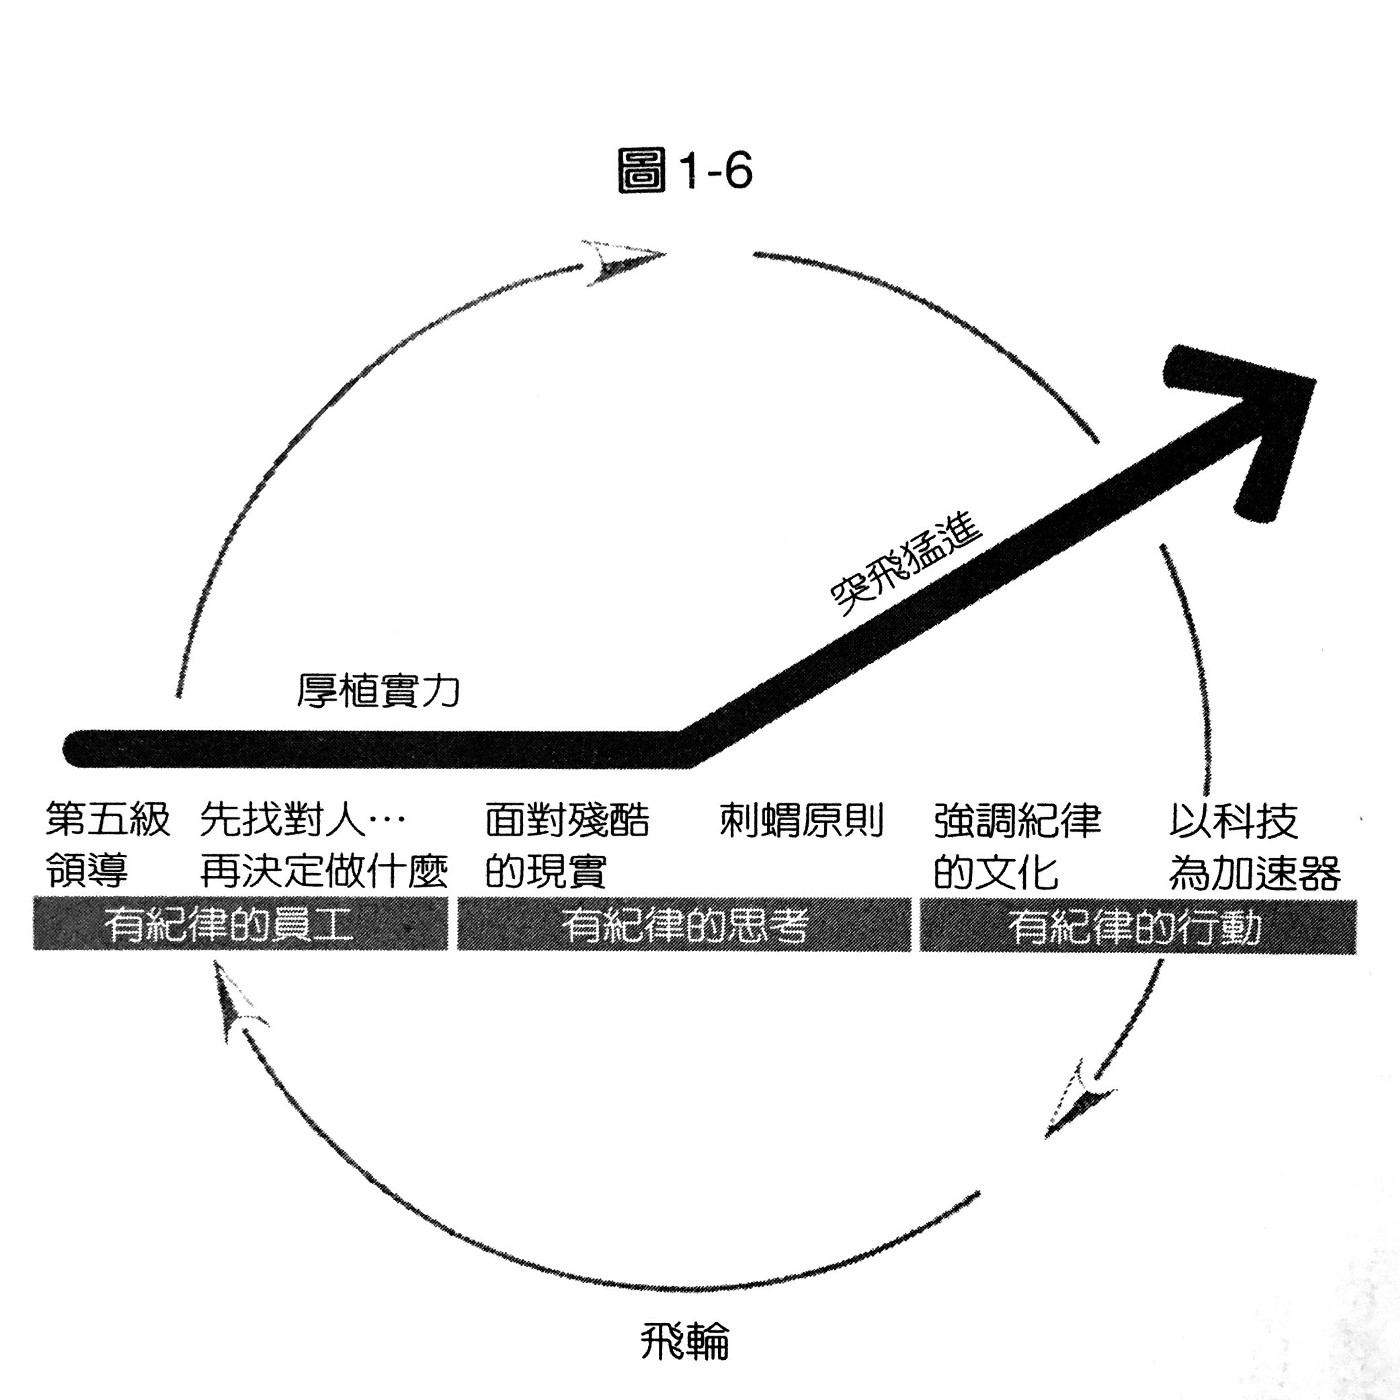 圖1-6
突飛猛進
厚植實力
第五級
領導
先找對人…
再決定做什麼
面對殘酷
的現實
刺蝟原則
強調紀律
的文化
以科技
為加速器
有紀律的員工
有紀律的思考
有紀律的行動
飛輪